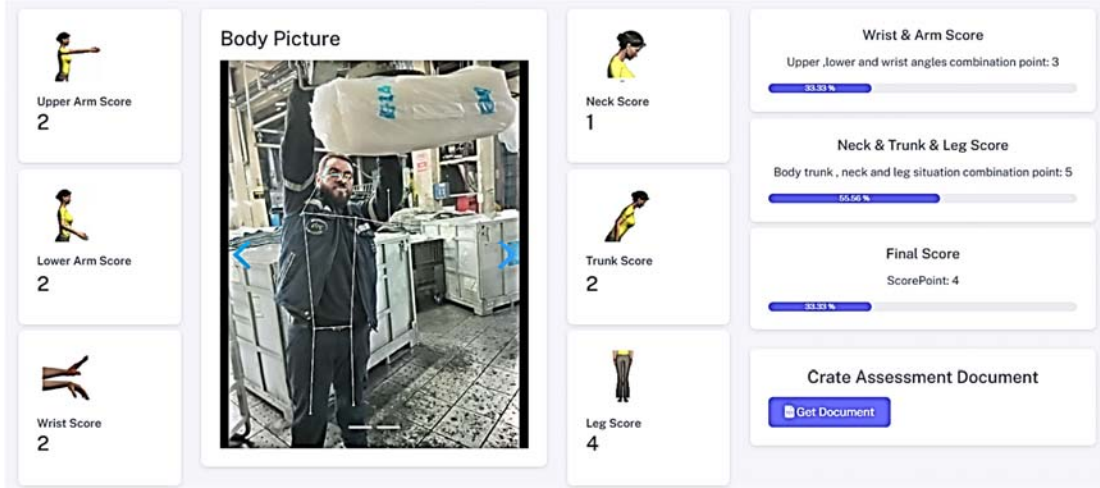 Upper Arm Score
2
Lower Arm Score
2
Wrist Score
2
Body Picture
Neck Score
1
Trunk Score
2
Leg Score
4
Wrist & Arm Score
Upper ,lower and wrist angles combination point: 3
33.33 %
Neck & Trunk & Leg Score
Body trunk , neck and leg situation combination point: 5
55.56 %
Final Score
ScorePoint: 4
33.33 %
Crate Assessment Document
Get Document